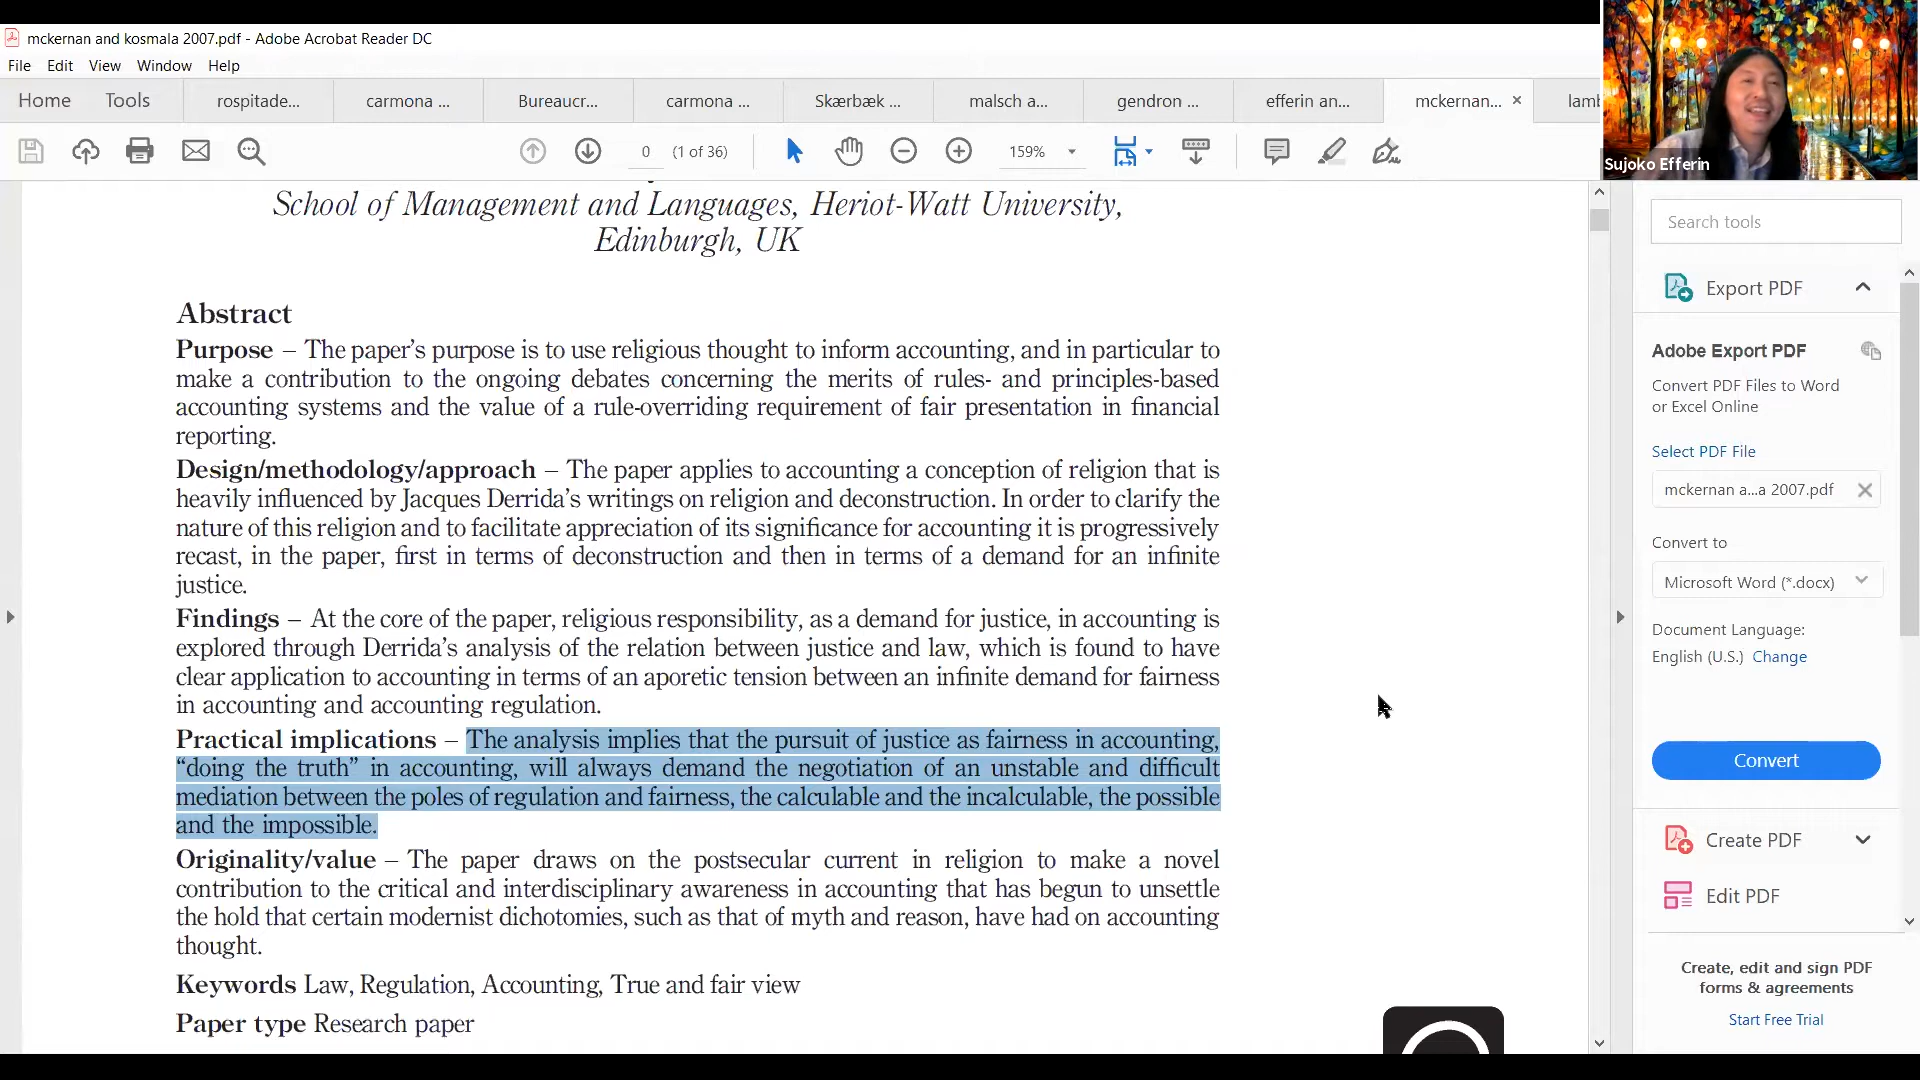 mckernan and kosmala 2007.pdf - Adobe Acrobat Reader DC
File Edit View Window Help
Home Tools rospitade... carmona ... Bureaucr... carmona ... Skærbæk ... malsch a... gendron ... efferin an... mckernan... × lamb
0 (1 of 36) 159%
Sujoko Efferin
School of Management and Languages, Heriot-Watt University,
Edinburgh, UK
Abstract
Purpose – The paper's purpose is to use religious thought to inform accounting, and in particular to
make a contribution to the ongoing debates concerning the merits of rules- and principles-based
accounting systems and the value of a rule-overriding requirement of fair presentation in financial
reporting.
Design/methodology/approach – The paper applies to accounting a conception of religion that is
heavily influenced by Jacques Derrida's writings on religion and deconstruction. In order to clarify the
nature of this religion and to facilitate appreciation of its significance for accounting it is progressively
recast, in the paper, first in terms of deconstruction and then in terms of a demand for an infinite
justice.
Findings – At the core of the paper, religious responsibility, as a demand for justice, in accounting is
explored through Derrida's analysis of the relation between justice and law, which is found to have
clear application to accounting in terms of an aporetic tension between an infinite demand for fairness
in accounting and accounting regulation.
Practical implications – The analysis implies that the pursuit of justice as fairness in accounting,
“doing the truth” in accounting, will always demand the negotiation of an unstable and difficult
mediation between the poles of regulation and fairness, the calculable and the incalculable, the possible
and the impossible.
Originality/value – The paper draws on the postsecular current in religion to make a novel
contribution to the critical and interdisciplinary awareness in accounting that has begun to unsettle
the hold that certain modernist dichotomies, such as that of myth and reason, have had on accounting
thought.
Keywords Law, Regulation, Accounting, True and fair view
Paper type Research paper
Search tools
Export PDF
Adobe Export PDF
Convert PDF Files to Word
or Excel Online
Select PDF File
mckernan a...a 2007.pdf
Convert to
Microsoft Word (*.docx)
Document Language:
English (U.S.) Change
Convert
Create PDF
Edit PDF
Create, edit and sign PDF
forms & agreements
Start Free Trial